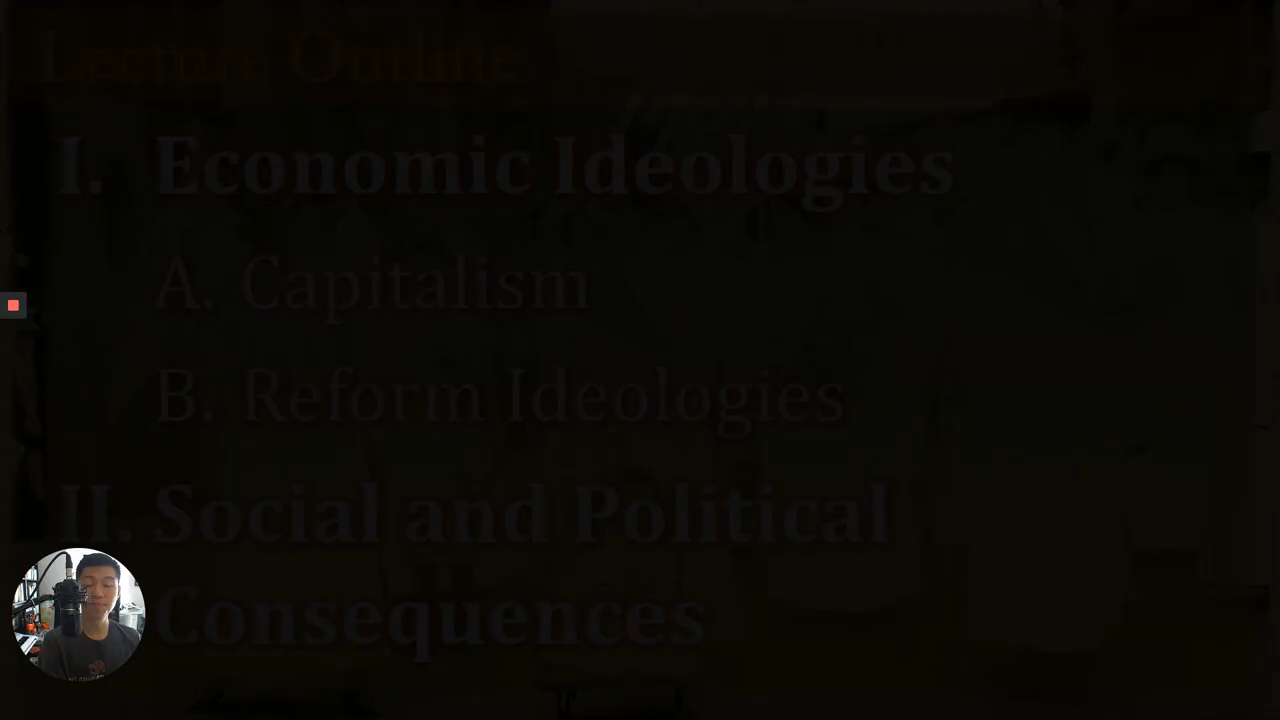 Lecture Outline
I. Economic Ideologies
A. Capitalism
B. Reform Ideologies
II. Social and Political
Consequences